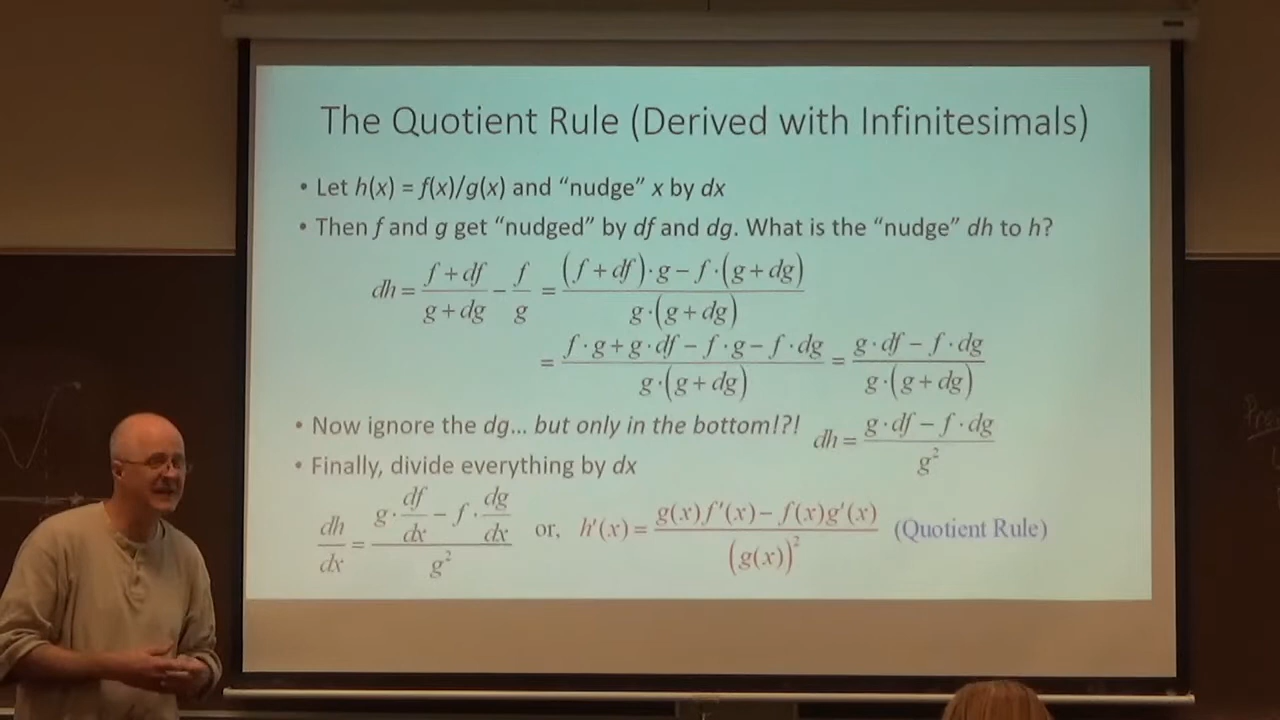 The Quotient Rule (Derived with Infinitesimals)
• Let h(x) = f(x)/g(x) and “nudge” x by dx
• Then f and g get “nudged” by df and dg. What is the “nudge” dh to h?
dh = (f + df)/(g + dg) − f/g = ((f + df)·g − f·(g + dg))/(g·(g + dg))
= (f·g + g·df − f·g − f·dg)/(g·(g + dg)) = (g·df − f·dg)/(g·(g + dg))
• Now ignore the dg... but only in the bottom!?! dh = (g·df − f·dg)/g²
• Finally, divide everything by dx
dh/dx = (g·df/dx − f·dg/dx)/g² or, h'(x) = (g(x)f'(x) − f(x)g'(x))/(g(x))² (Quotient Rule)